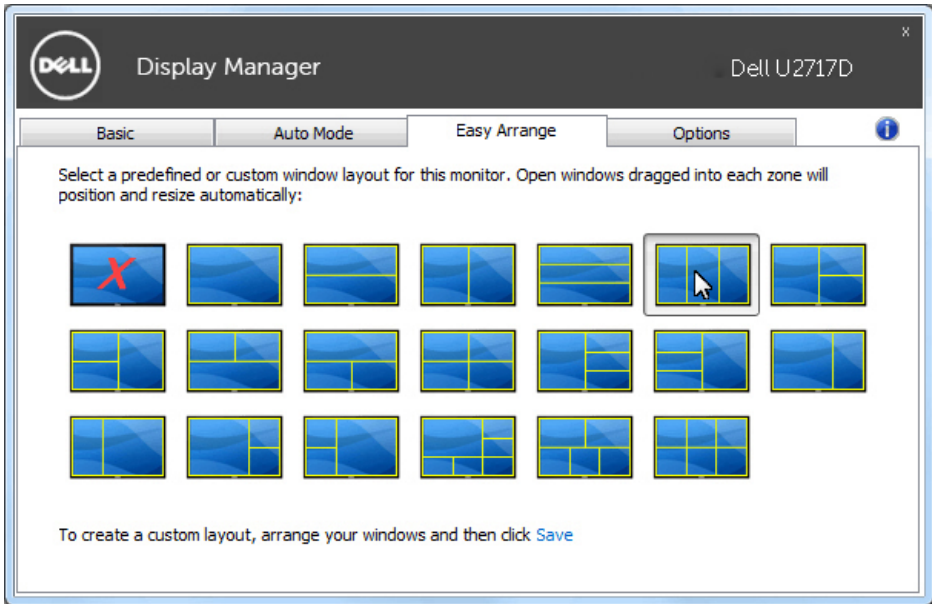 x
DELL
Display Manager
Dell U2717D
Basic
Auto Mode
Easy Arrange
Options
i
Select a predefined or custom window layout for this monitor. Open windows dragged into each zone will
position and resize automatically:
X
To create a custom layout, arrange your windows and then click Save